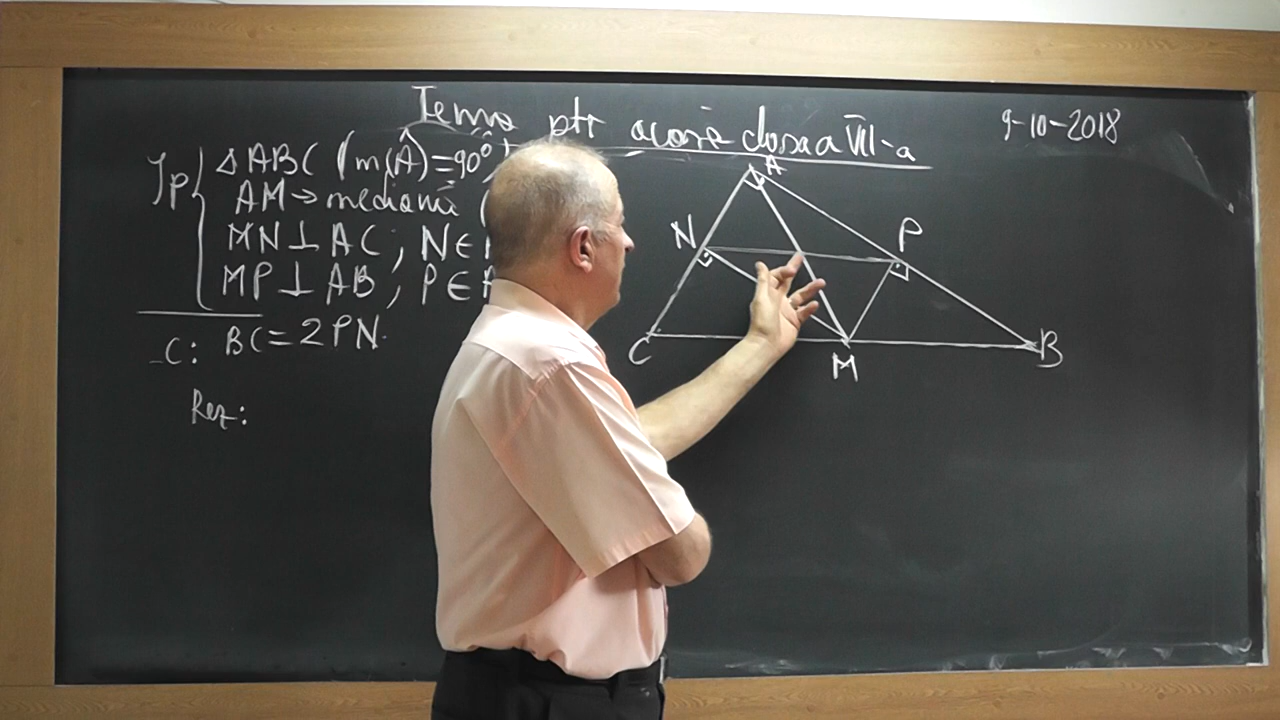 Tema ptr acasă clasa a VII-a
9-10-2018
Ip { Δ ABC (m(Â)=90°)
AM → mediană (
MN ⊥ AC ; N ∈
MP ⊥ AB ; P ∈
C: BC = 2PN.
Rez:
A
N
P
C
M
B